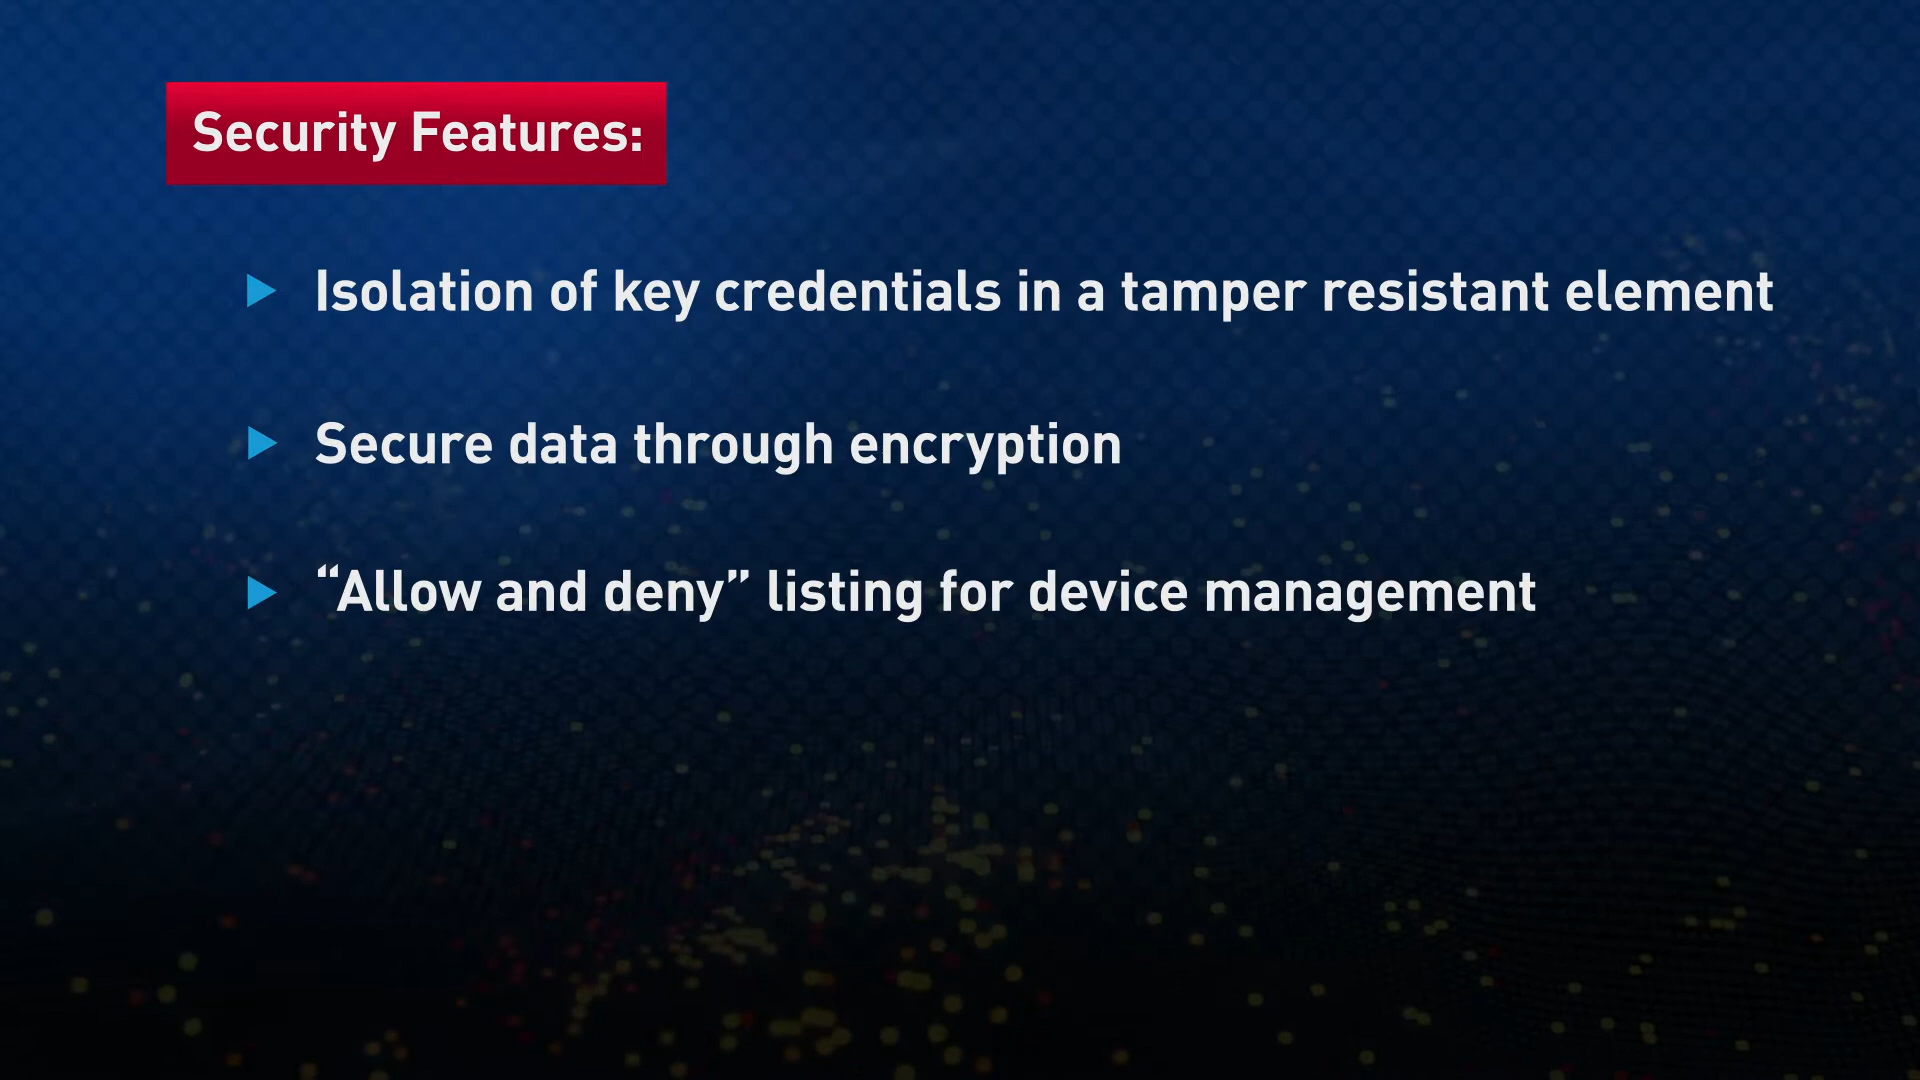 Security Features:
Isolation of key credentials in a tamper resistant element
Secure data through encryption
“Allow and deny” listing for device management